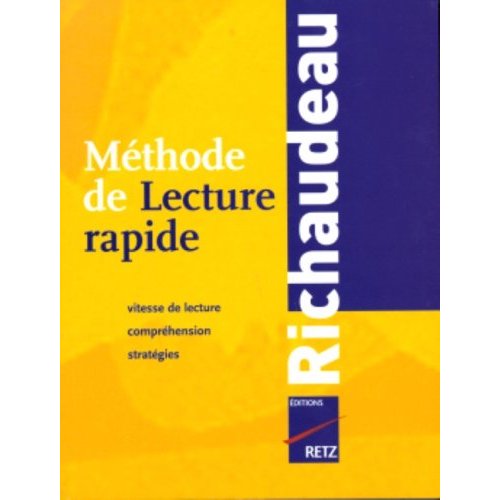 Méthode
de Lecture
rapide
vitesse de lecture
compréhension
stratégies
Richaudeau
ÉDITIONS
RETZ